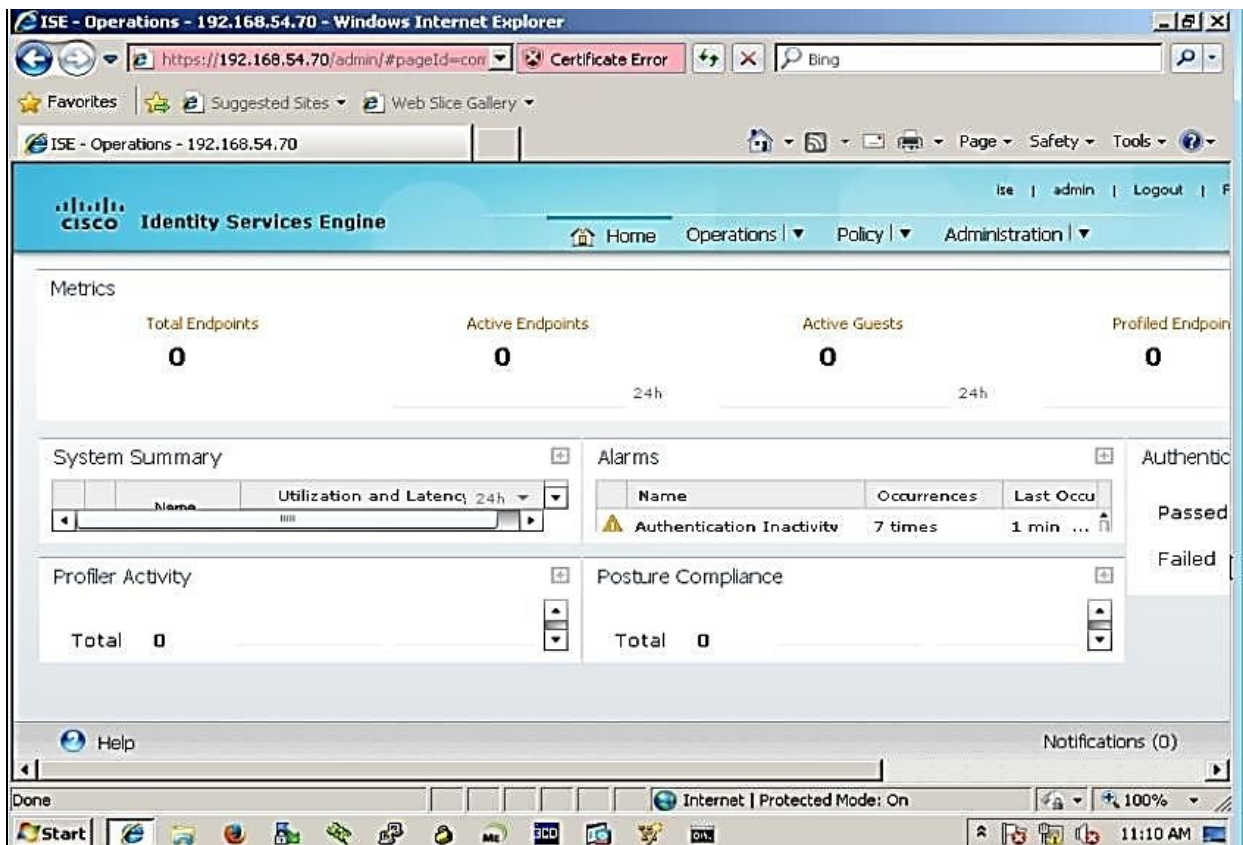 ISE - Operations - 192.168.54.70 - Windows Internet Explorer
https://192.168.54.70/admin/#pageId=con
Certificate Error
Bing
Favorites
Suggested Sites
Web Slice Gallery
ISE - Operations - 192.168.54.70
Page
Safety
Tools
ise | admin | Logout | F
CISCO Identity Services Engine
Home
Operations
Policy
Administration
Metrics
Total Endpoints
Active Endpoints
Active Guests
Profiled Endpoin
0
0
0
0
24h
24h
System Summary
Alarms
Authentic
Name
Utilization and Latency
24h
Name
Occurrences
Last Occu
Authentication Inactivity
7 times
1 min ...
Passed
Failed
Profiler Activity
Posture Compliance
Total 0
Total 0
Help
Notifications (0)
Done
Internet | Protected Mode: On
100%
Start
11:10 AM